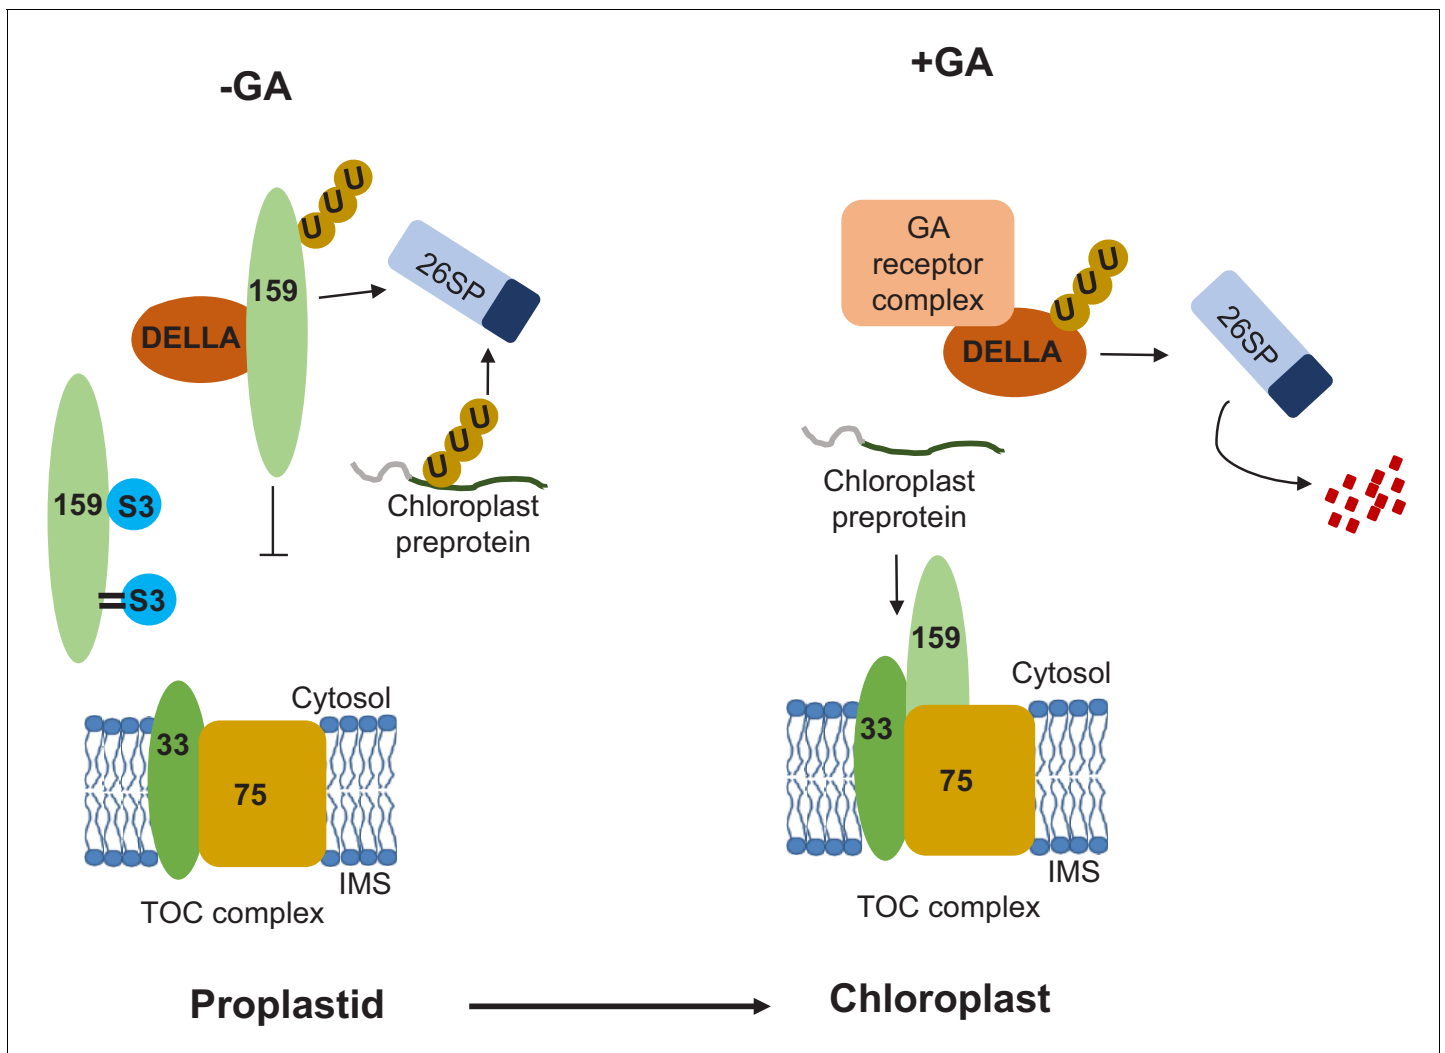 -GA
U
U
U
159
26SP
DELLA
U
U
U
159
S3
Chloroplast
preprotein
=S3
Cytosol
33
75
IMS
TOC complex
Proplastid
+GA
GA
receptor
complex
U
U
U
DELLA
26SP
Chloroplast
preprotein
159
Cytosol
33
75
IMS
TOC complex
Chloroplast